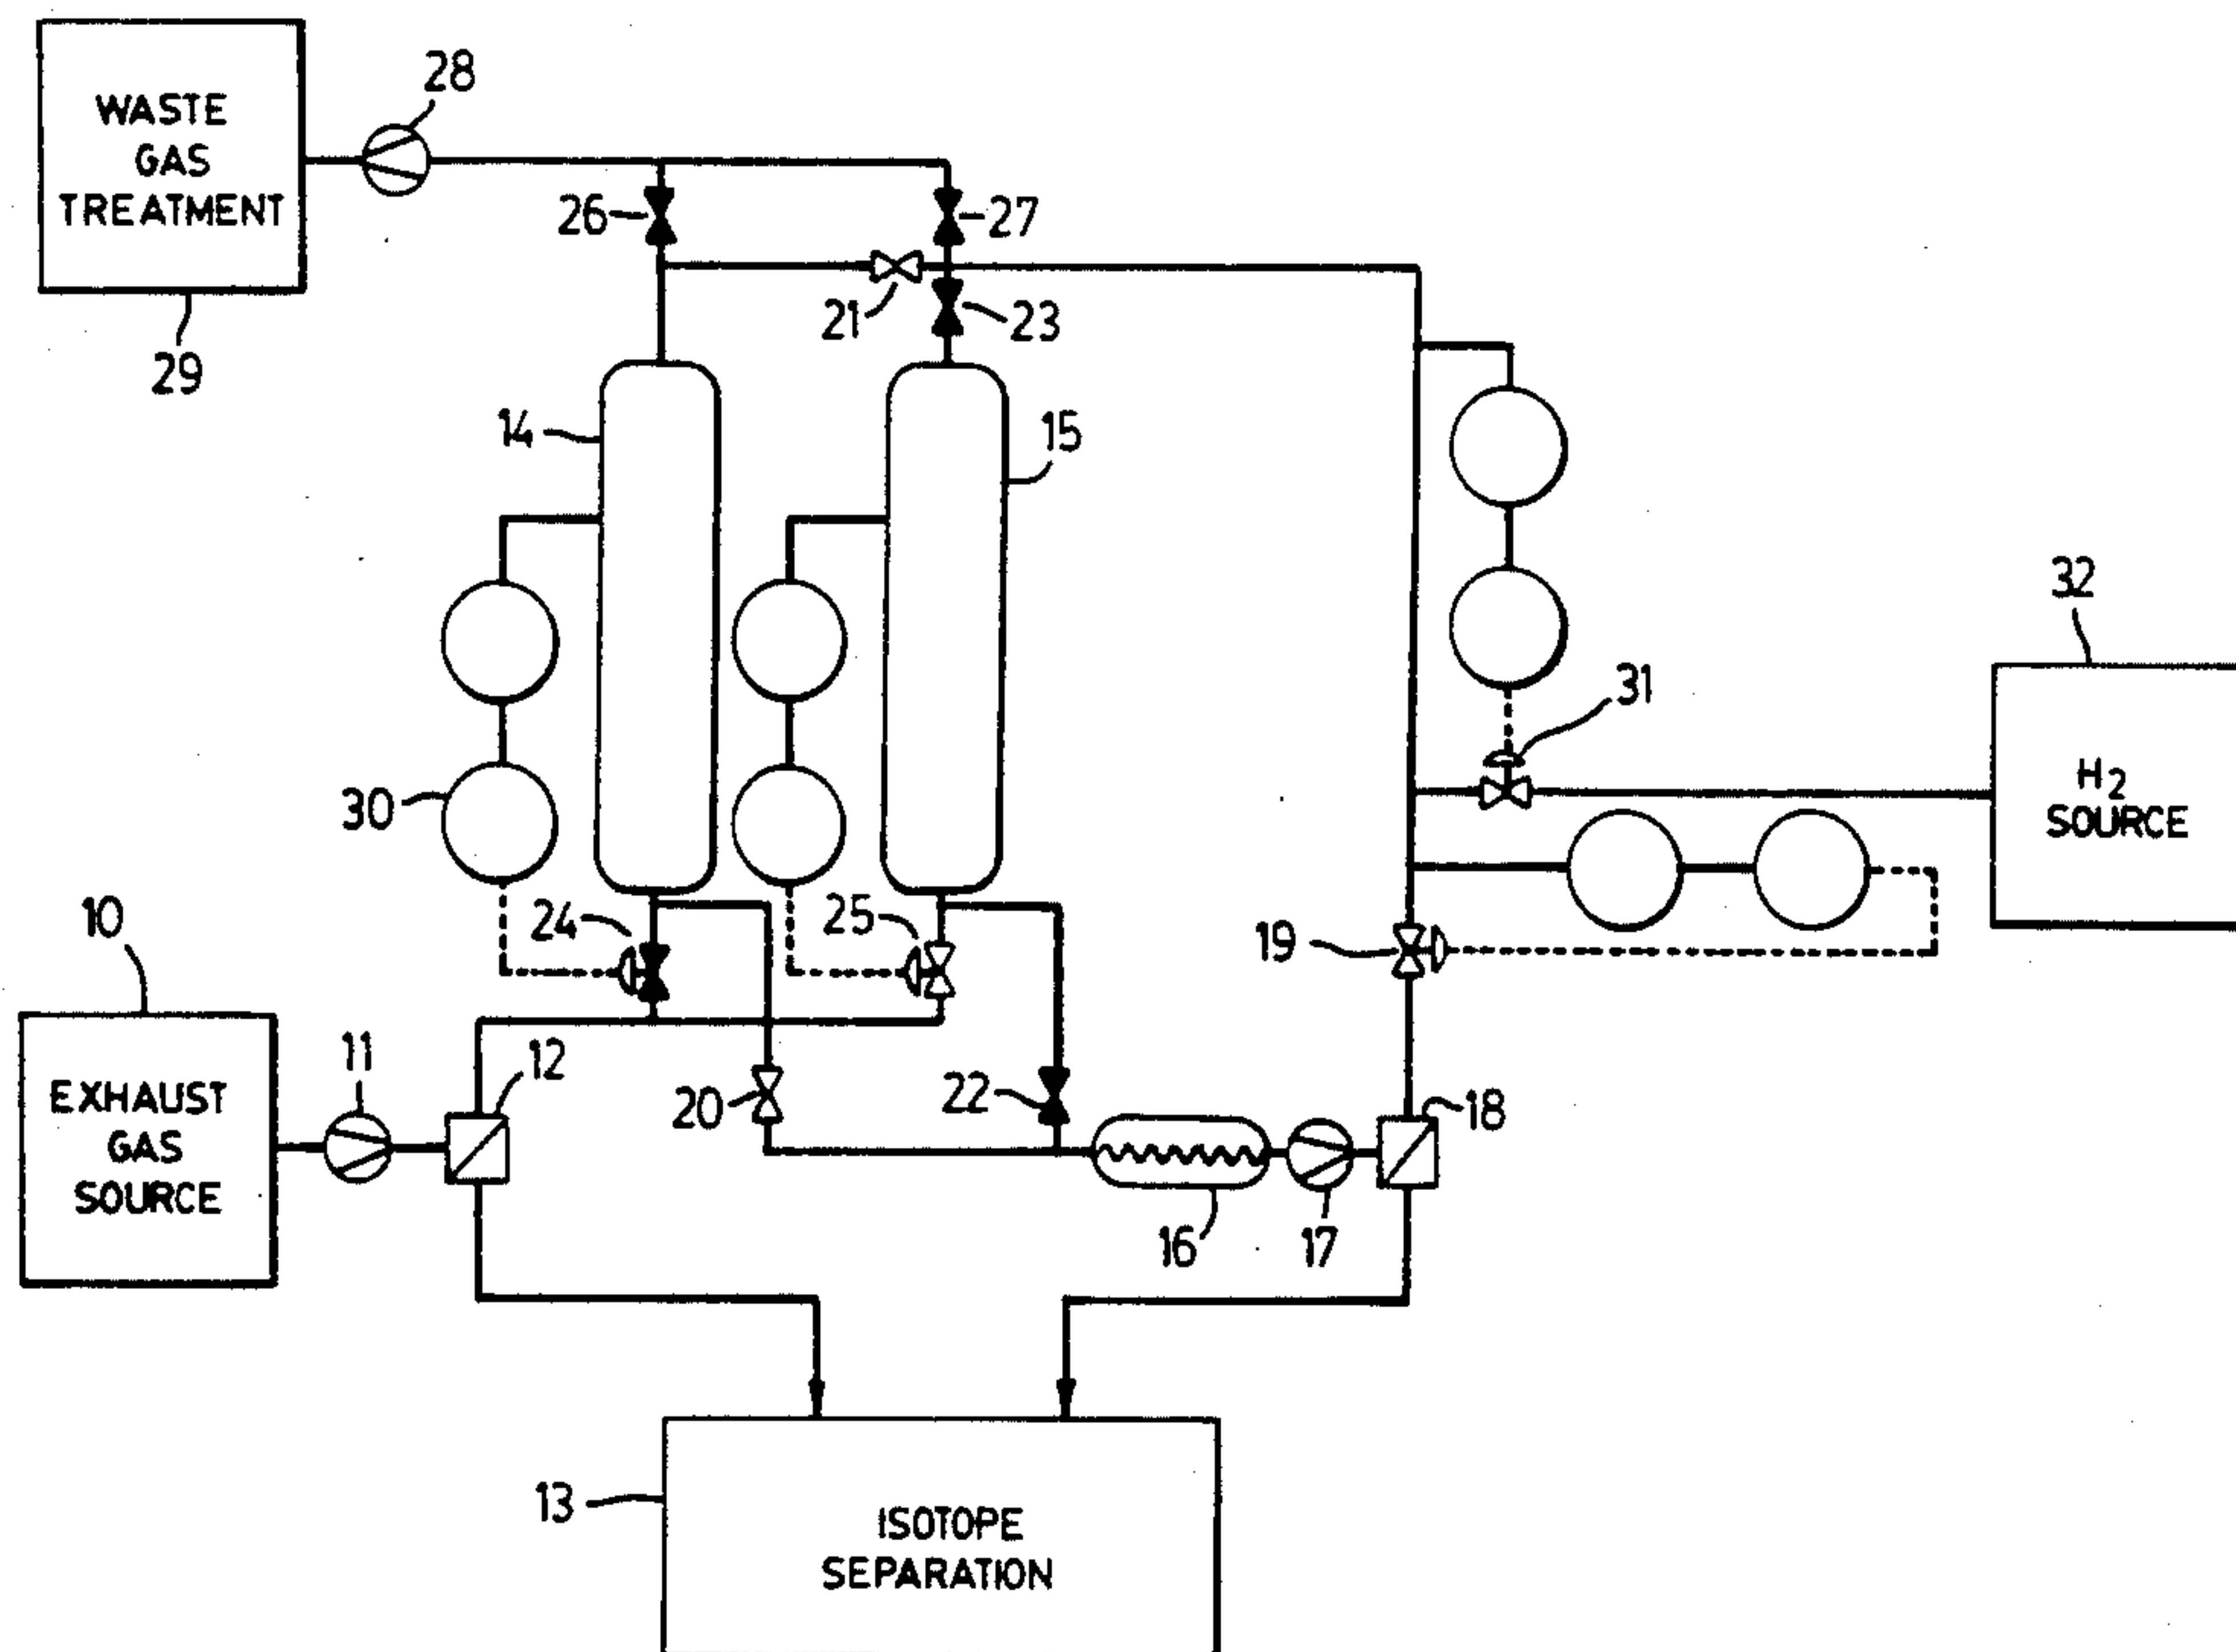 WASTE
GAS
TREATMENT
28
29
26
27
21
23
14
15
30
24
25
31
32
H2
SOURCE
19
10
EXHAUST
GAS
SOURCE
11
12
20
22
16
17
18
13
ISOTOPE
SEPARATION